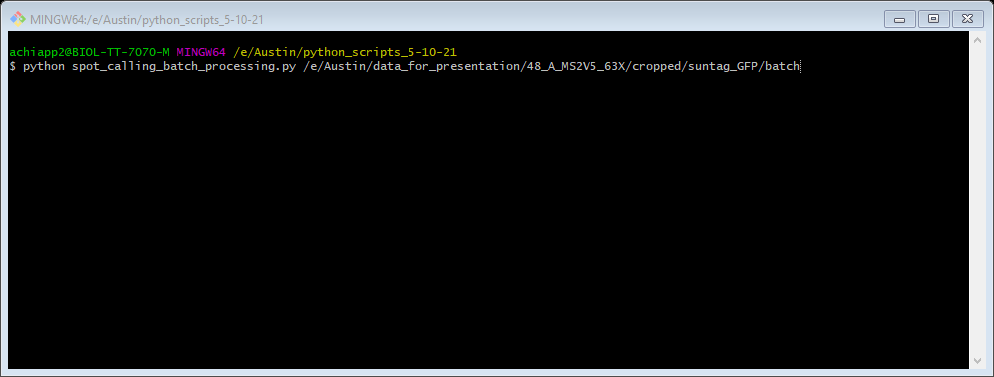 MINGW64:/e/Austin/python_scripts_5-10-21
achiapp2@BIOL-TT-7070-M MINGW64 /e/Austin/python_scripts_5-10-21
$ python spot_calling_batch_processing.py /e/Austin/data_for_presentation/48_A_MS2V5_63X/cropped/suntag_GFP/batch